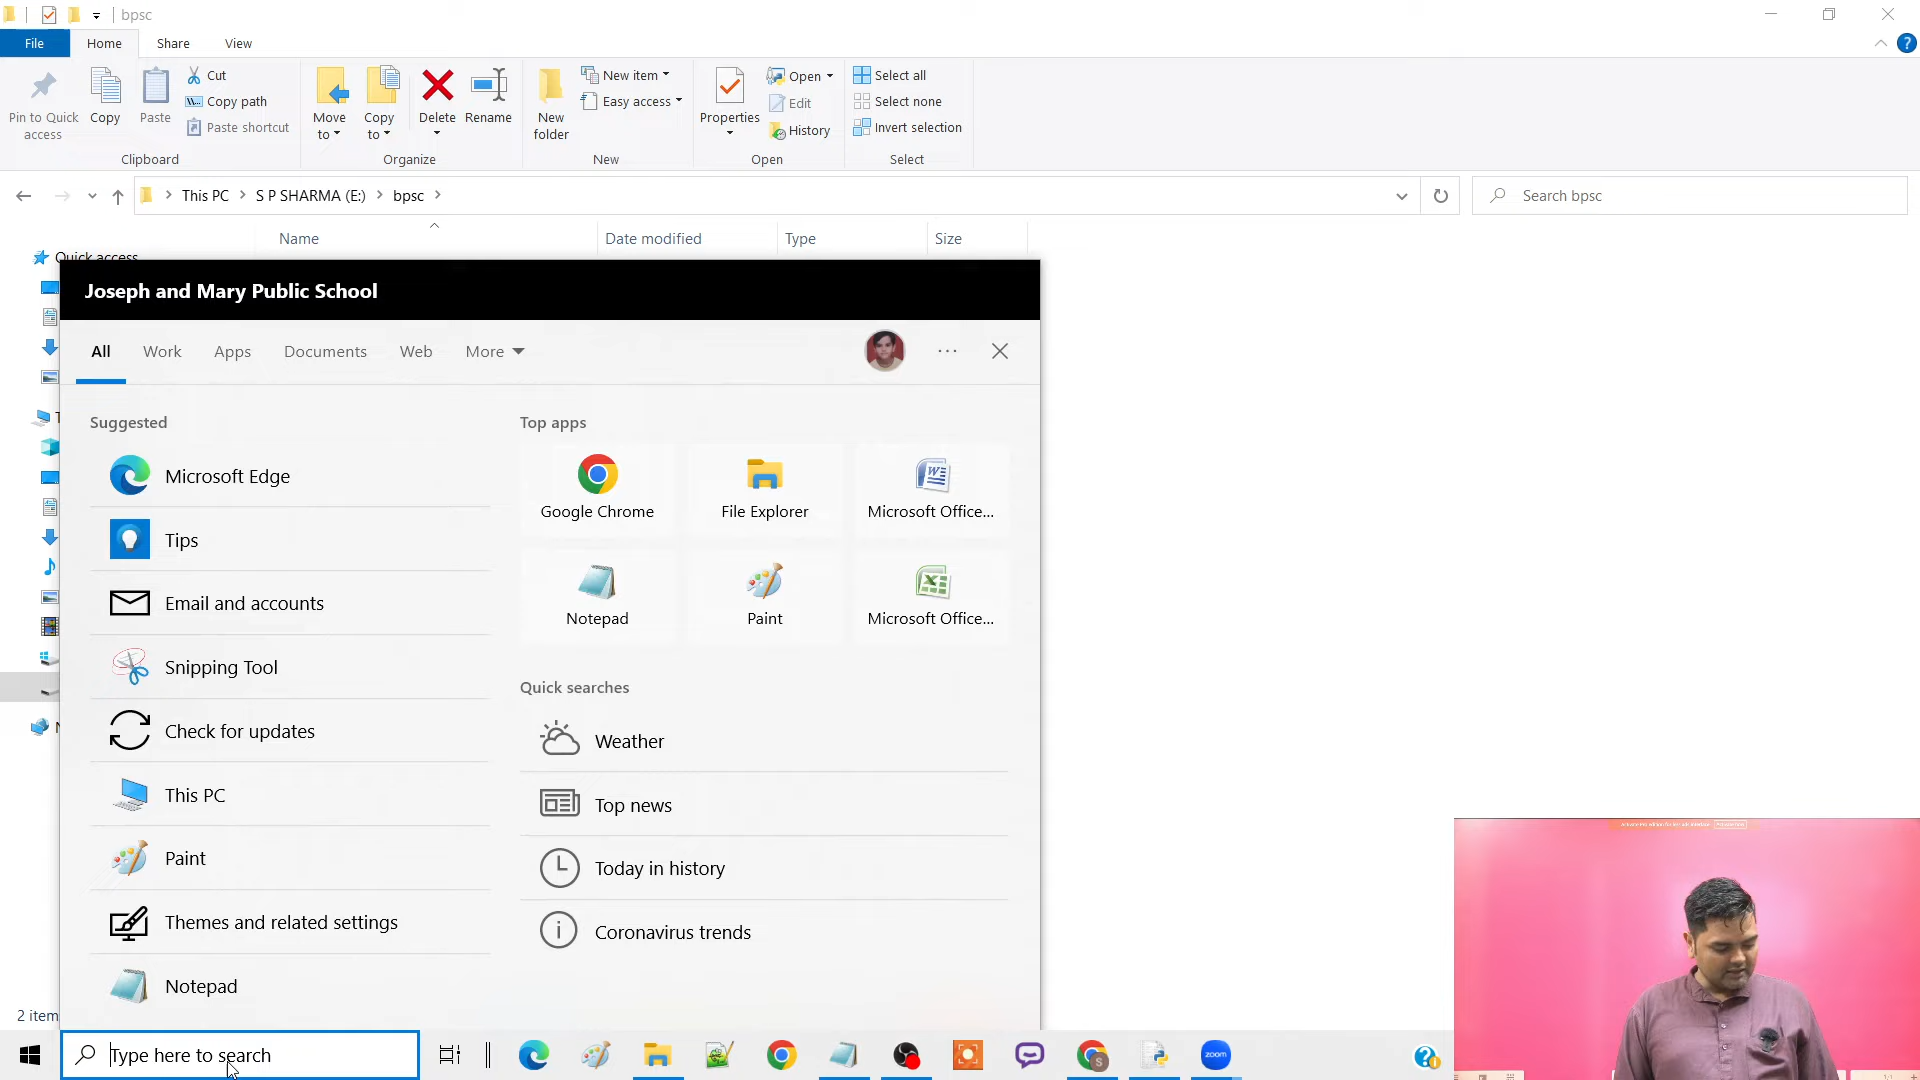 bpsc
File Home Share View
Pin to Quick access
Copy
Paste
Cut
Copy path
Paste shortcut
Clipboard
Move to
Copy to
Delete
Rename
Organize
New folder
New item
Easy access
New
Properties
Open
Edit
History
Open
Select all
Select none
Invert selection
Select
This PC > S P SHARMA (E:) > bpsc >
Search bpsc
Name Date modified Type Size
Quick access
Joseph and Mary Public School
All Work Apps Documents Web More
Suggested
Microsoft Edge
Tips
Email and accounts
Snipping Tool
Check for updates
This PC
Paint
Themes and related settings
Notepad
Top apps
Google Chrome File Explorer Microsoft Office...
Notepad Paint Microsoft Office...
Quick searches
Weather
Top news
Today in history
Coronavirus trends
2 item
Type here to search
zoom